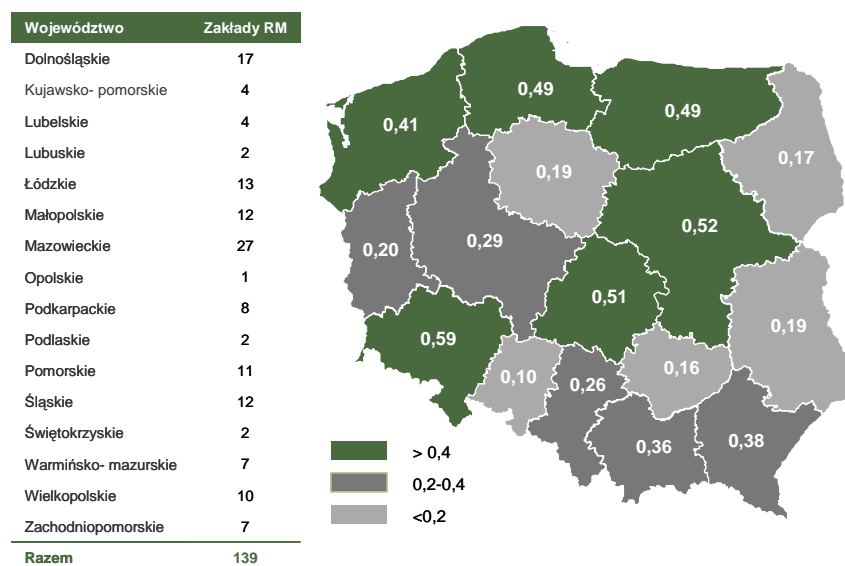 Województwo Zakłady RM
Dolnośląskie 17
Kujawsko- pomorskie 4
Lubelskie 4
Lubuskie 2
Łódzkie 13
Małopolskie 12
Mazowieckie 27
Opolskie 1
Podkarpackie 8
Podlaskie 2
Pomorskie 11
Śląskie 12
Świętokrzyskie 2
Warmińsko- mazurskie 7
Wielkopolskie 10
Zachodniopomorskie 7
Razem 139
0,49
0,49
0,41
0,17
0,19
0,52
0,29
0,20
0,51
0,19
0,59
0,16
0,10
0,26
0,38
0,36
> 0,4
0,2-0,4
<0,2